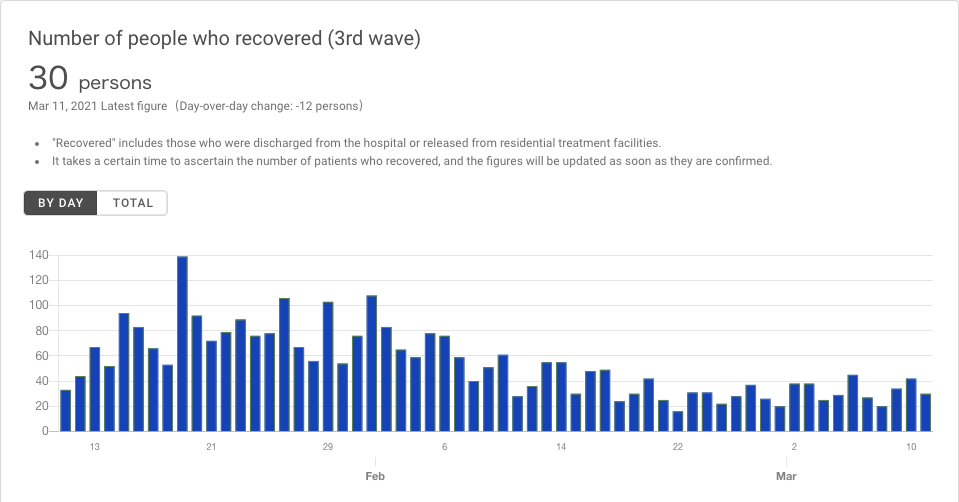 Number of people who recovered (3rd wave)
30 persons
Mar 11, 2021 Latest figure (Day-over-day change: -12 persons)
• "Recovered" includes those who were discharged from the hospital or released from residential treatment facilities.
• It takes a certain time to ascertain the number of patients who recovered, and the figures will be updated as soon as they are confirmed.
BY DAY TOTAL
140
120
100
80
60
40
20
0
13 21 29 6 14 22 2 10
Feb Mar